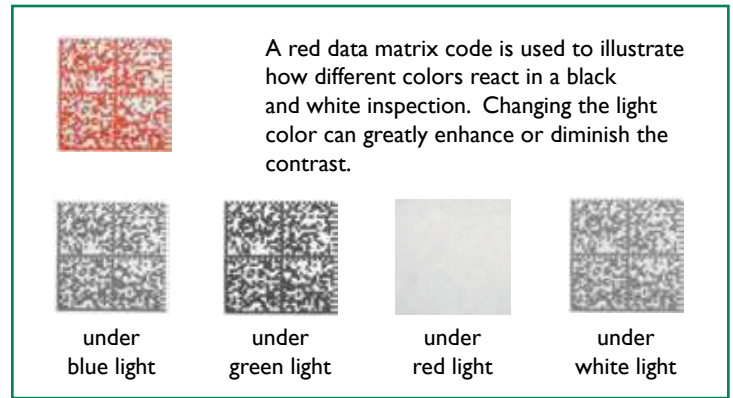 A red data matrix code is used to illustrate
how different colors react in a black
and white inspection.  Changing the light
color can greatly enhance or diminish the
contrast.
under
blue light
under
green light
under
red light
under
white light